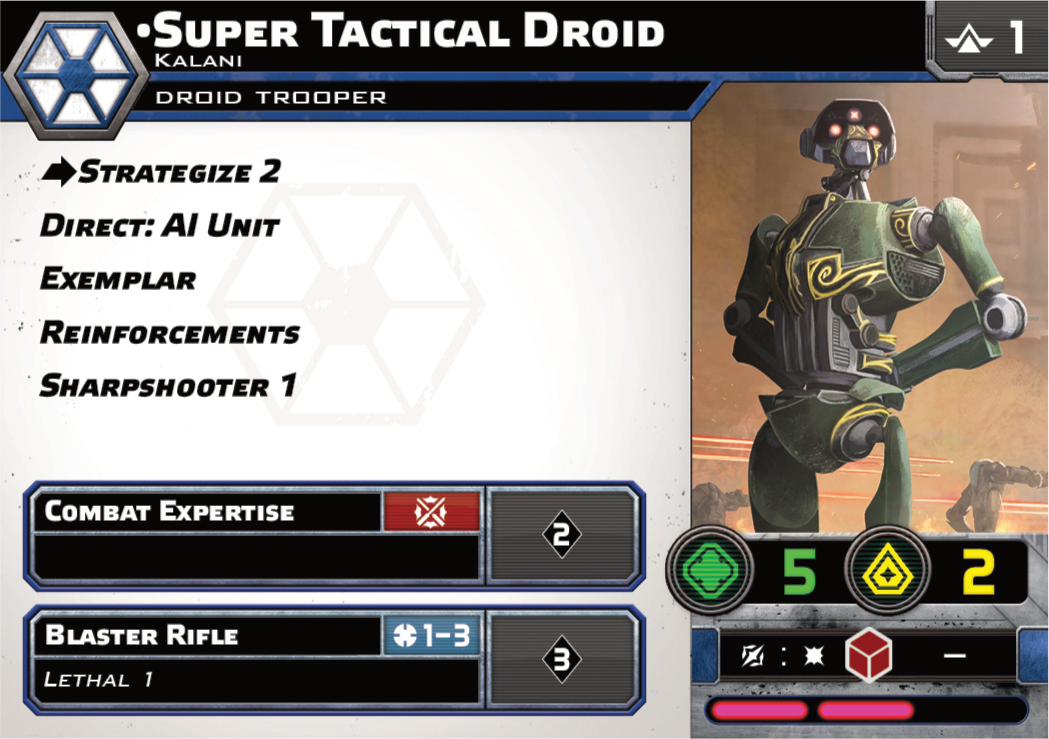 •Super Tactical Droid
1
Kalani
Droid Trooper
Strategize 2
Direct: AI Unit
Exemplar
Reinforcements
Sharpshooter 1
Combat Expertise
2
Blaster Rifle
1-3
Lethal 1
3
5
2
: –